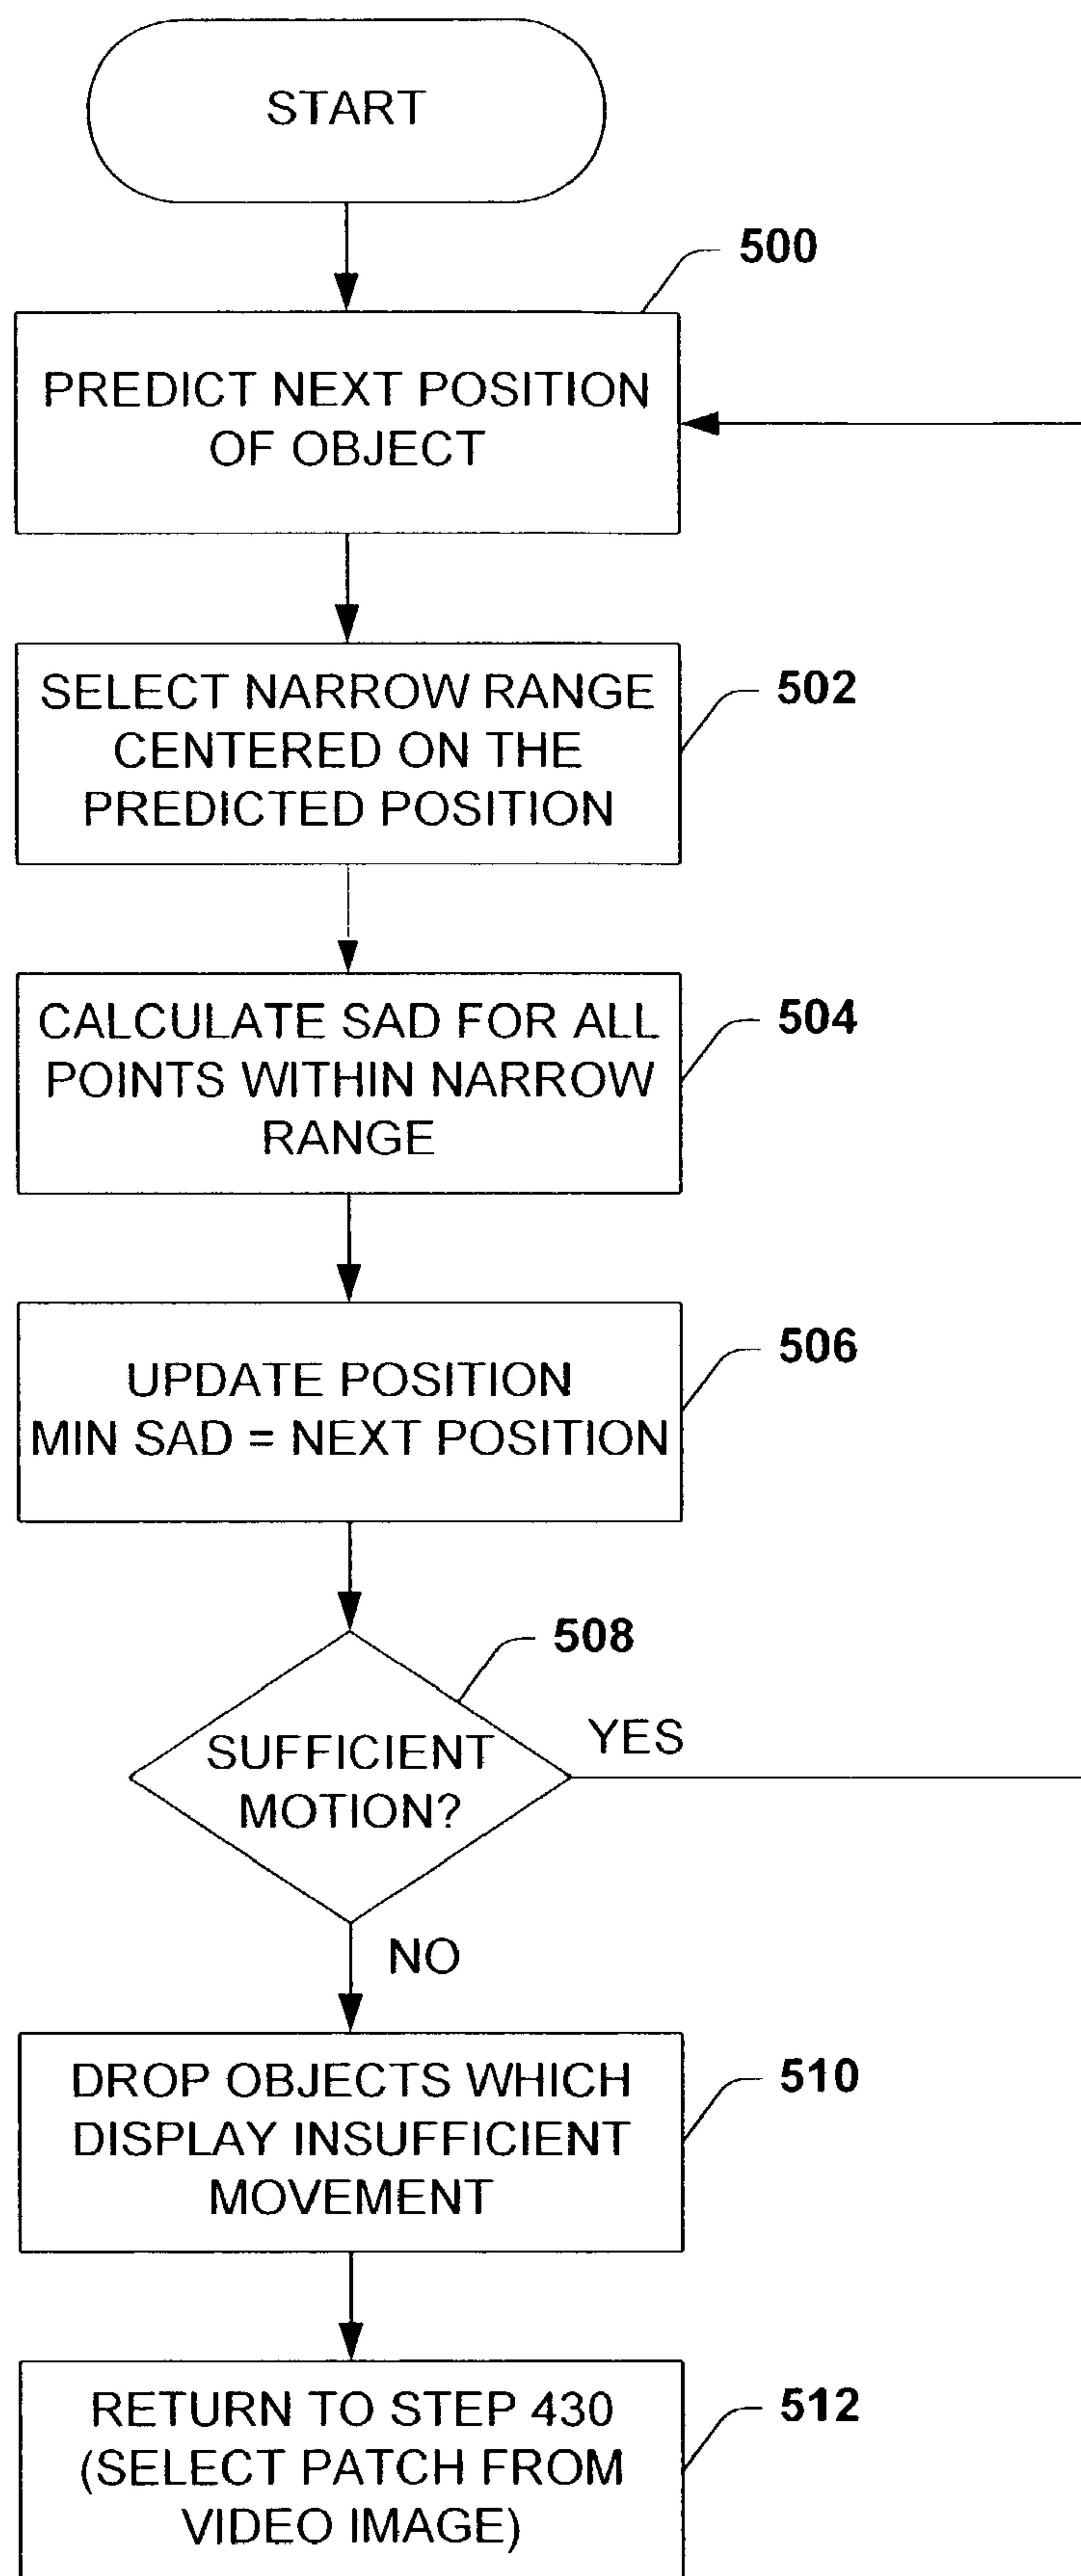 START
500
PREDICT NEXT POSITION
OF OBJECT
SELECT NARROW RANGE
CENTERED ON THE
PREDICTED POSITION
502
CALCULATE SAD FOR ALL
POINTS WITHIN NARROW
RANGE
504
UPDATE POSITION
MIN SAD = NEXT POSITION
506
508
SUFFICIENT
MOTION?
YES
NO
DROP OBJECTS WHICH
DISPLAY INSUFFICIENT
MOVEMENT
510
RETURN TO STEP 430
(SELECT PATCH FROM
VIDEO IMAGE)
512